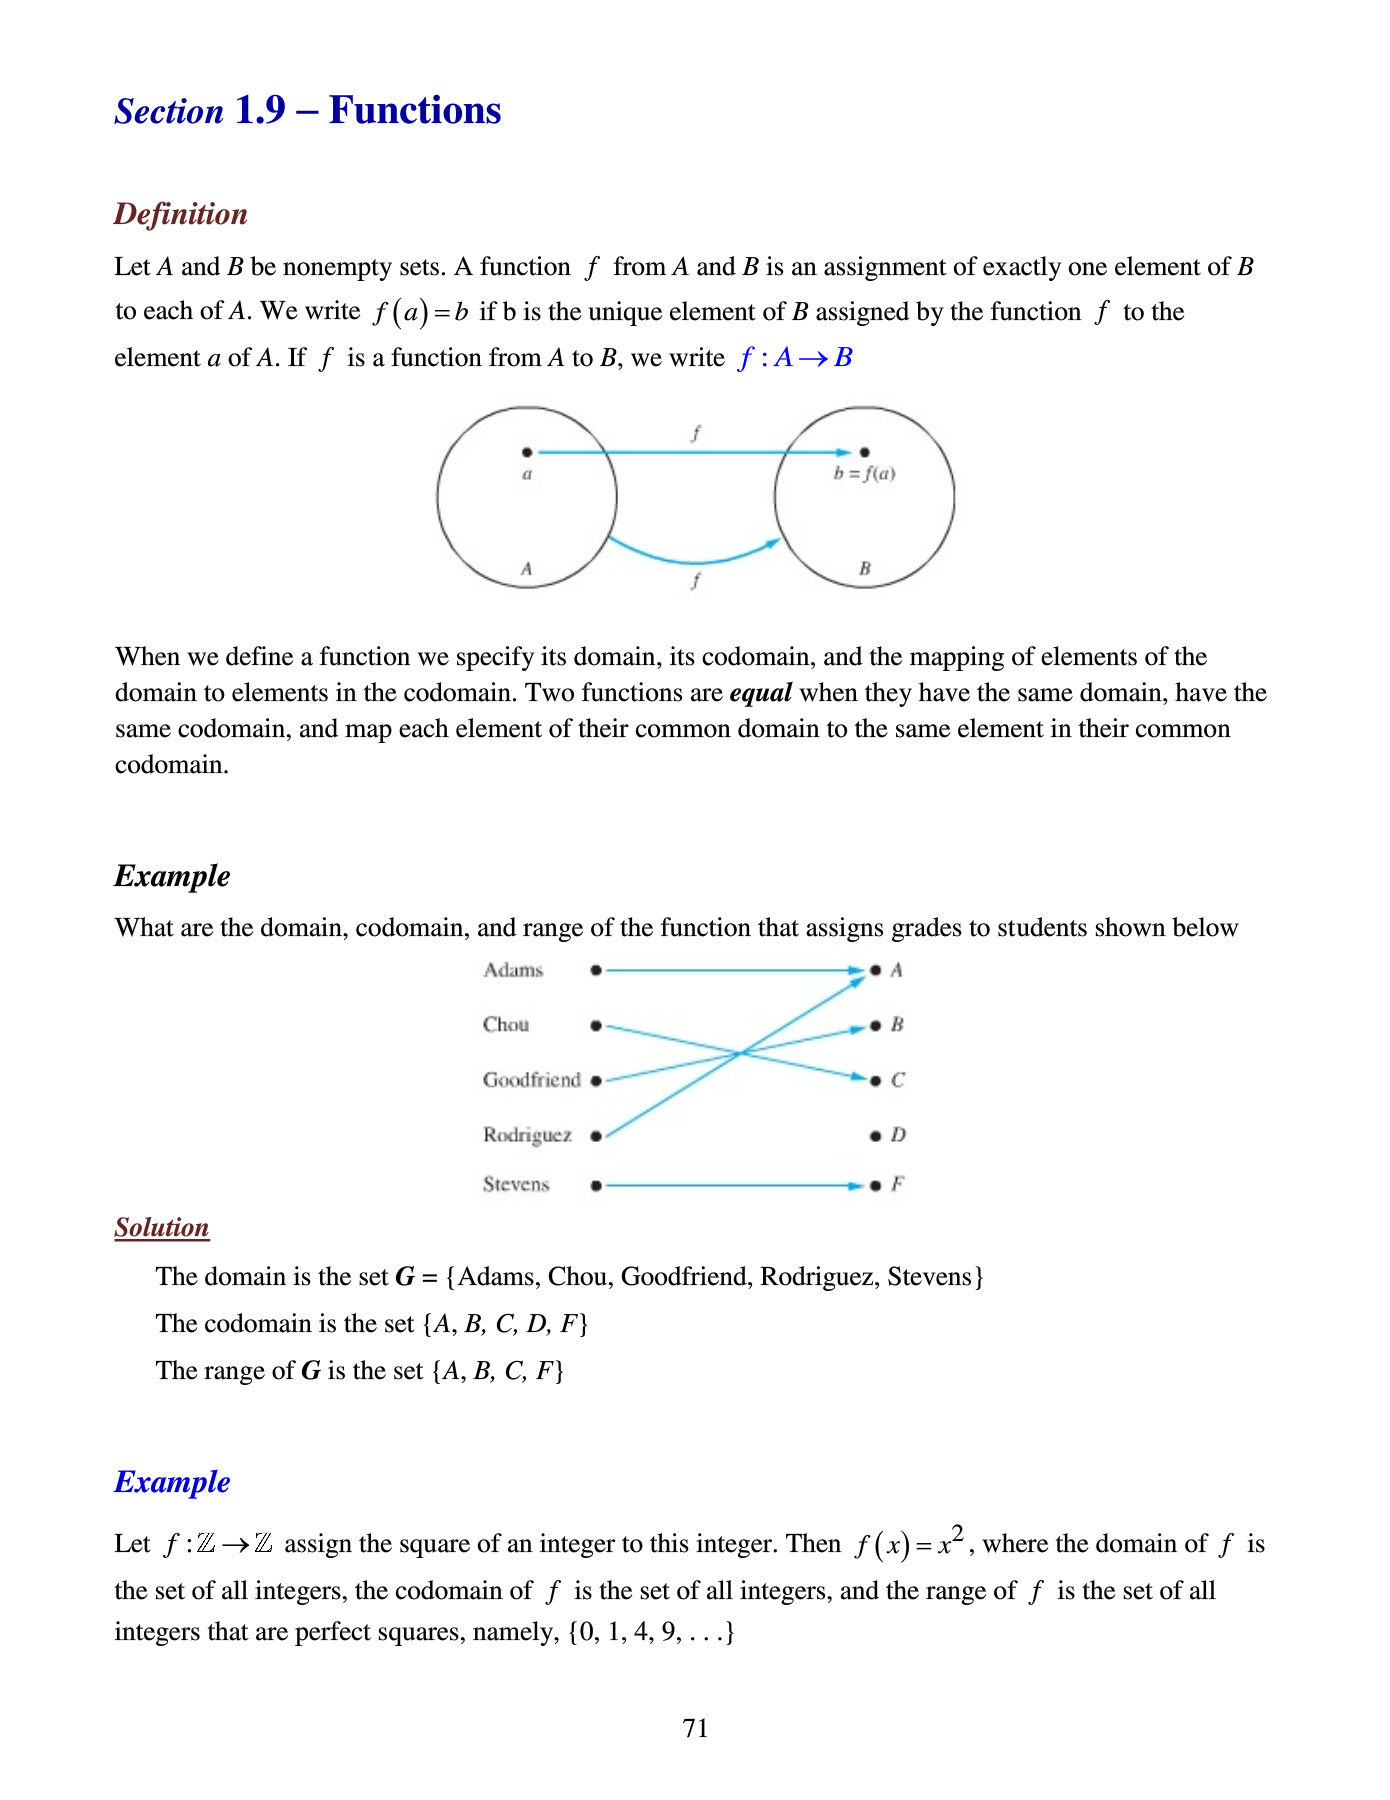 Section 1.9 – Functions
Definition
Let A and B be nonempty sets. A function f from A and B is an assignment of exactly one element of B
to each of A. We write f(a)=b if b is the unique element of B assigned by the function f to the
element a of A. If f is a function from A to B, we write f : A → B
f
a
b = f(a)
A
B
f
When we define a function we specify its domain, its codomain, and the mapping of elements of the
domain to elements in the codomain. Two functions are equal when they have the same domain, have the
same codomain, and map each element of their common domain to the same element in their common
codomain.
Example
What are the domain, codomain, and range of the function that assigns grades to students shown below
Adams A
Chou B
Goodfriend C
Rodriguez D
Stevens F
Solution
The domain is the set G = {Adams, Chou, Goodfriend, Rodriguez, Stevens}
The codomain is the set {A, B, C, D, F}
The range of G is the set {A, B, C, F}
Example
Let f : ℤ → ℤ assign the square of an integer to this integer. Then f(x) = x², where the domain of f is
the set of all integers, the codomain of f is the set of all integers, and the range of f is the set of all
integers that are perfect squares, namely, {0, 1, 4, 9, . . .}
71